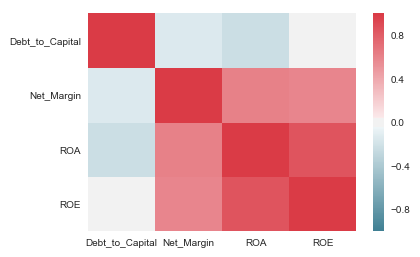 Debt_to_Capital
Net_Margin
ROA
ROE
Debt_to_Capital Net_Margin ROA ROE
0.8
0.4
0.0
−0.4
−0.8